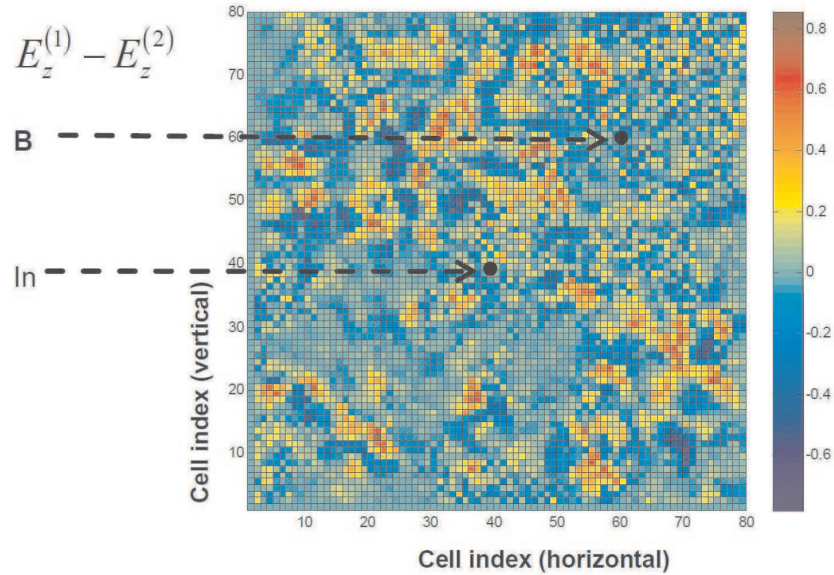 E_z^{(1)} − E_z^{(2)}
B
In
Cell index (vertical)
80
70
60
50
40
30
20
10
10 20 30 40 50 60 70 80
Cell index (horizontal)
0.8
0.6
0.4
0.2
0
-0.2
-0.4
-0.6